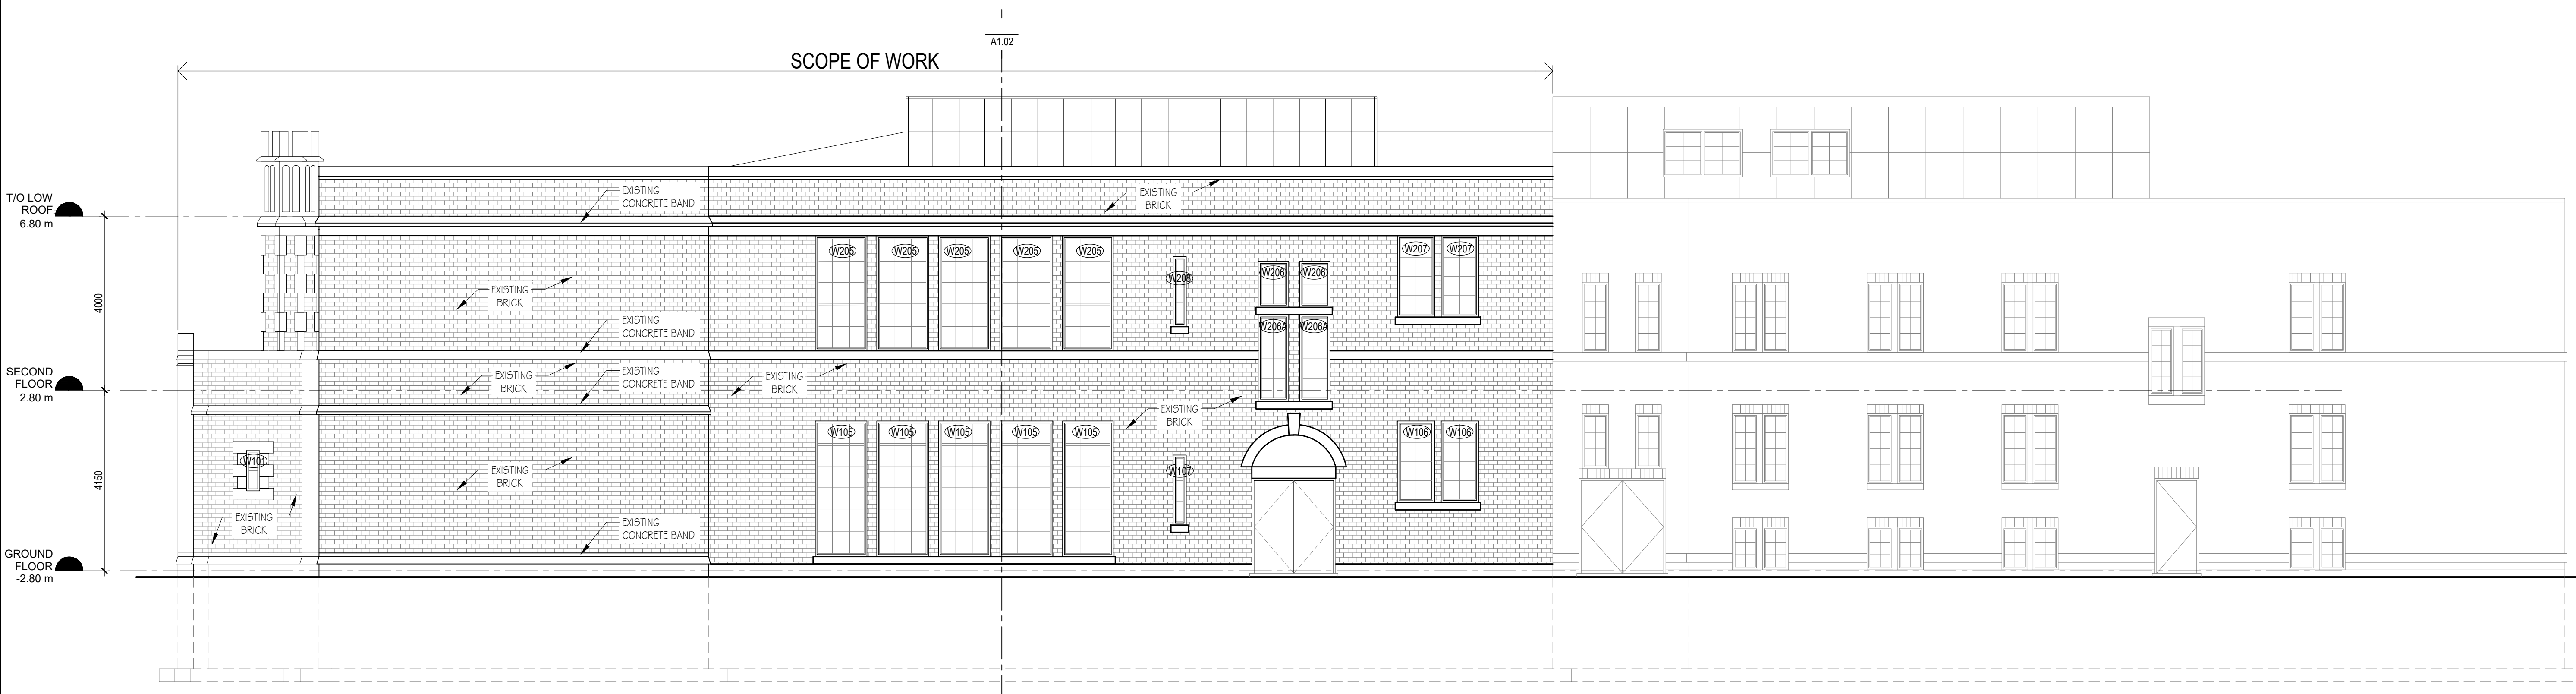 A1.02
SCOPE OF WORK
T/O LOW
ROOF
6.80 m
EXISTING
CONCRETE BAND
EXISTING
BRICK
W205
W205
W205
W205
W205
W207
W207
W206
W206
W208
EXISTING
BRICK
4000
EXISTING
CONCRETE BAND
W206A
W206A
SECOND
FLOOR
2.80 m
EXISTING
BRICK
EXISTING
CONCRETE BAND
EXISTING
BRICK
EXISTING
BRICK
W105
W105
W105
W105
W105
W106
W106
W101
EXISTING
BRICK
W107
4150
EXISTING
BRICK
EXISTING
CONCRETE BAND
GROUND
FLOOR
-2.80 m